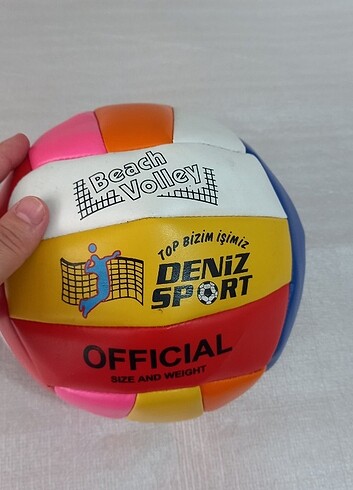 Beach
Volley
TOP BİZİM İŞİMİZ
DENİZ
SPORT
OFFICIAL
SIZE AND WEIGHT